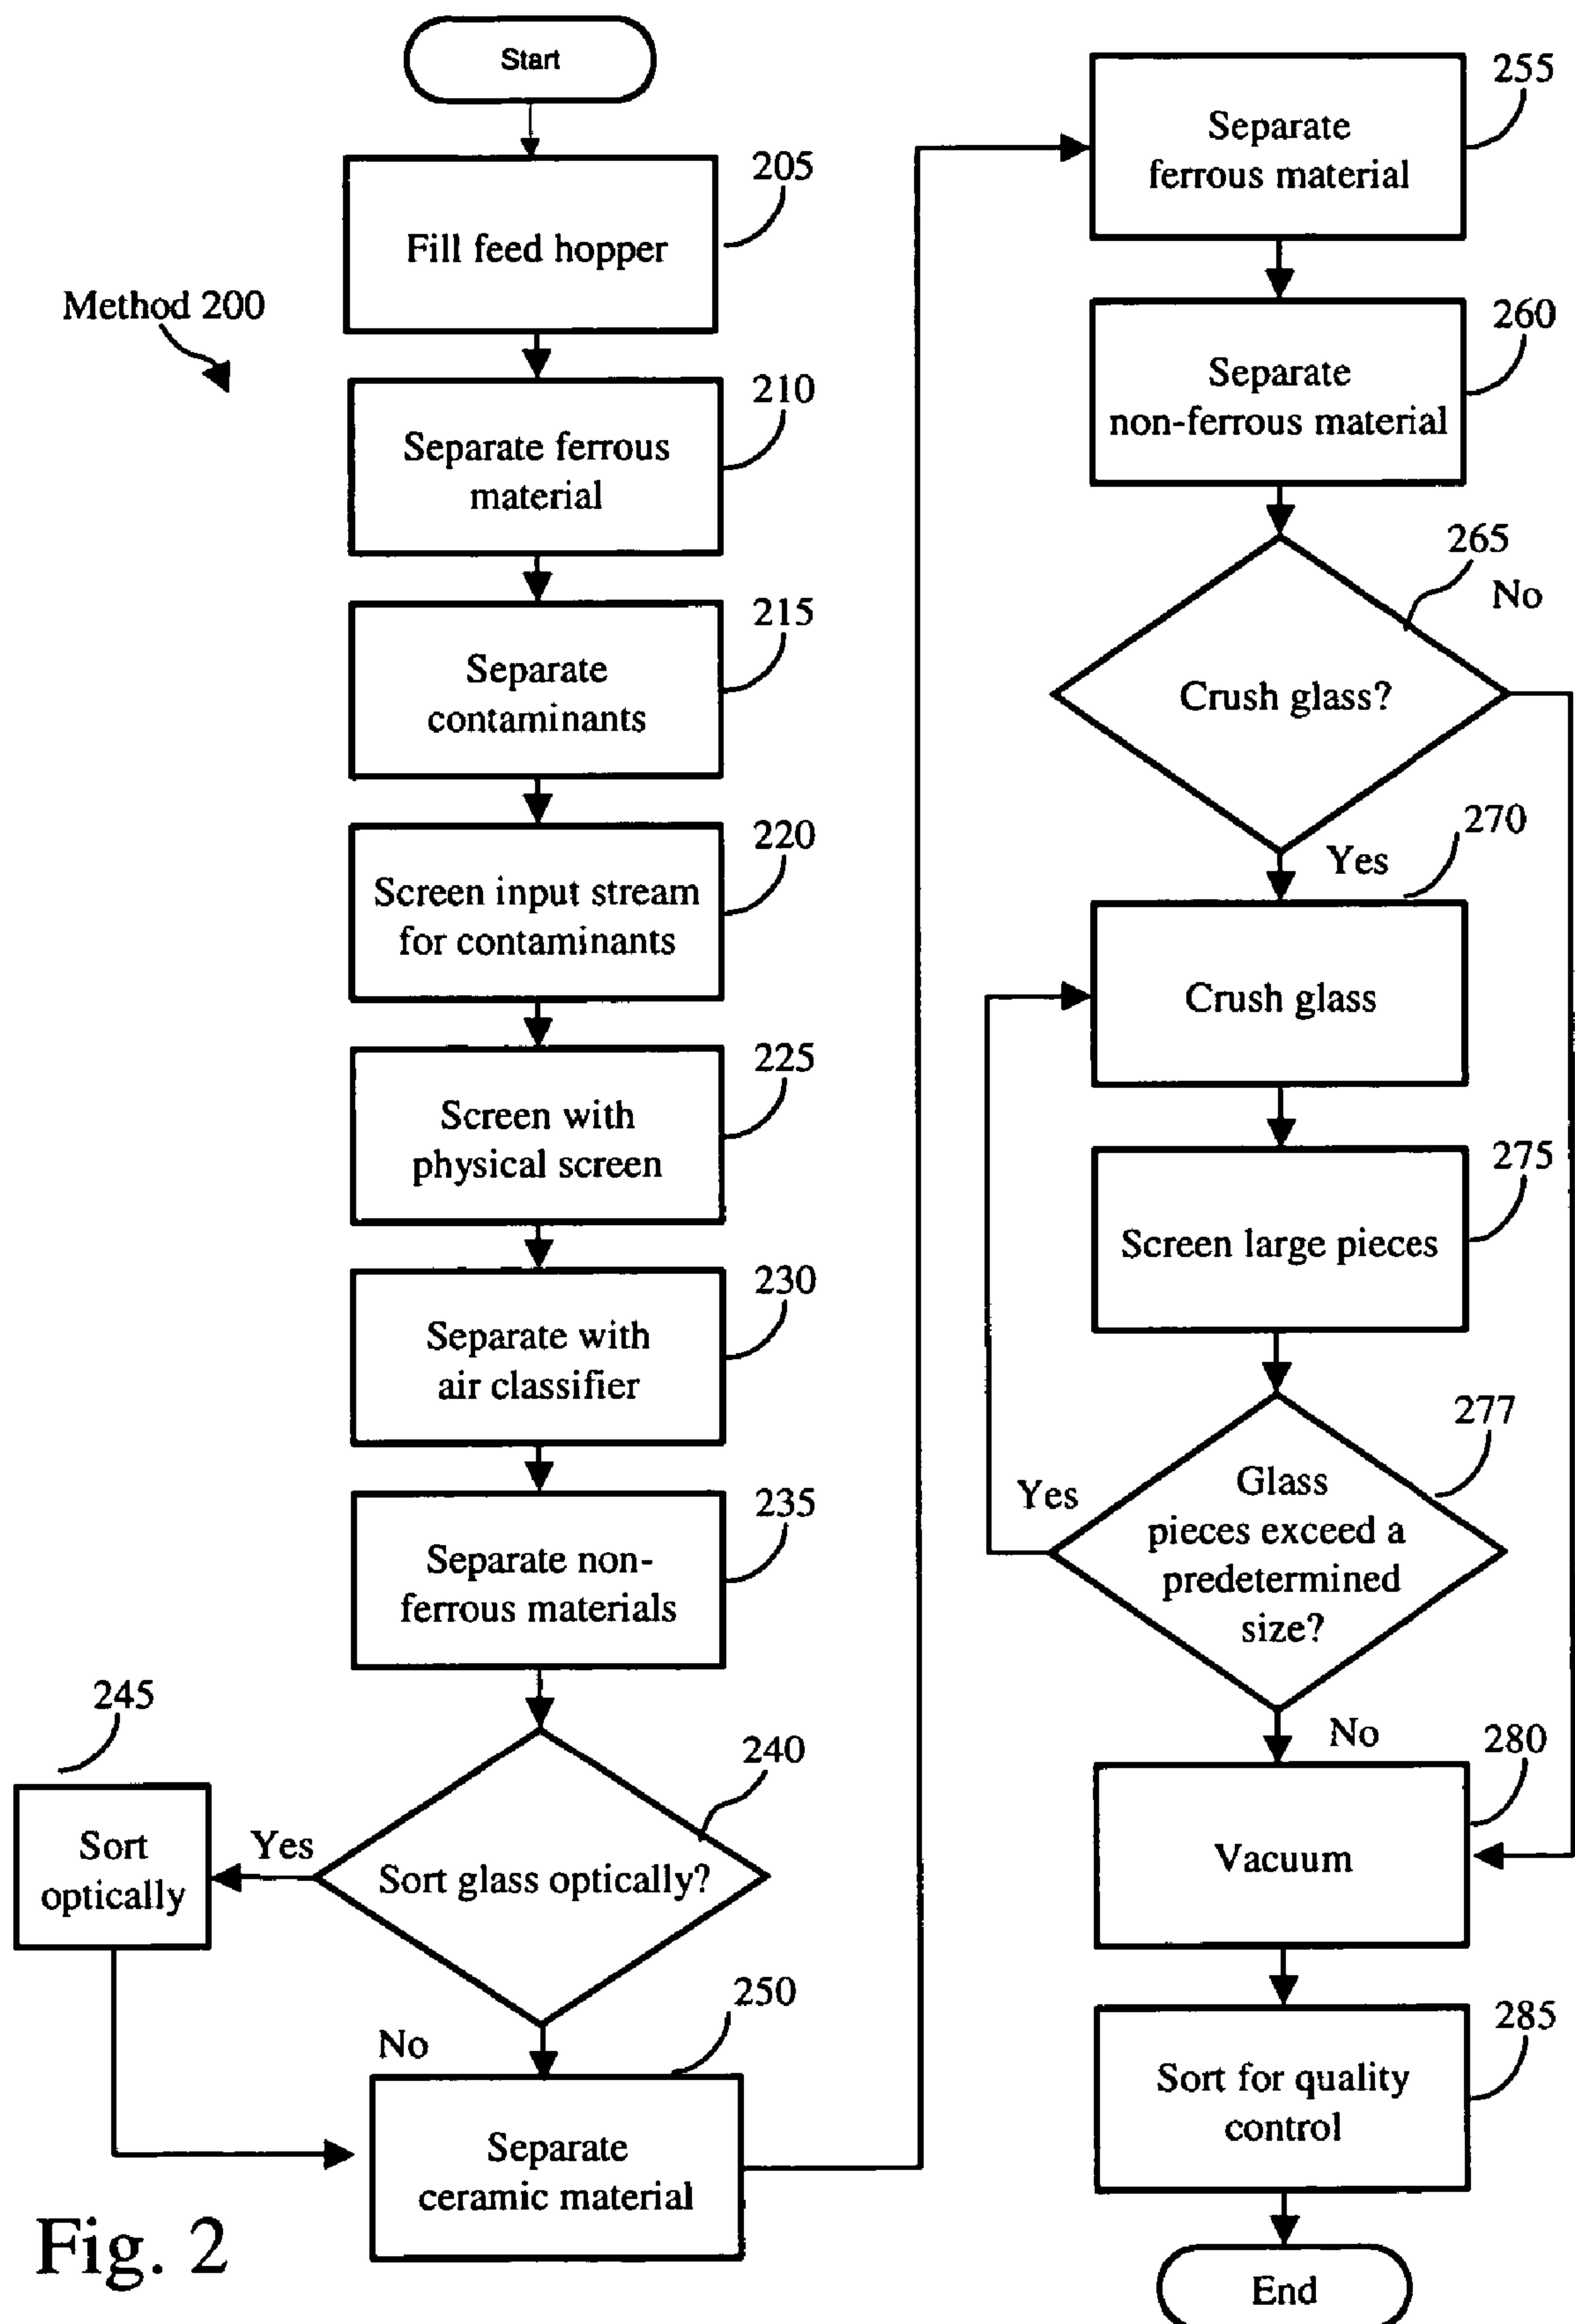 Start
205
Fill feed hopper
Method 200
210
Separate ferrous
material
215
Separate
contaminants
220
Screen input stream
for contaminants
225
Screen with
physical screen
230
Separate with
air classifier
235
Separate non-
ferrous materials
240
Sort glass optically?
Yes
245
Sort
optically
No
250
Separate
ceramic material
255
Separate
ferrous material
260
Separate
non-ferrous material
265
No
Crush glass?
Yes
270
Crush glass
275
Screen large pieces
277
Yes
Glass
pieces exceed a
predetermined
size?
No
280
Vacuum
285
Sort for quality
control
End
Fig. 2